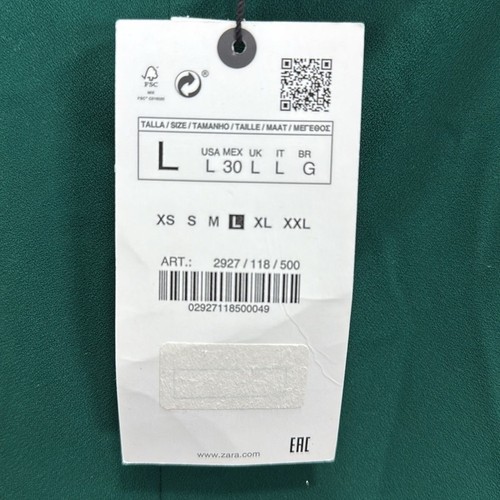 FSC
®
TALLA / SIZE / TAMANHO / TAILLE / MAAT / ΜΕΓΕΘΟΣ
L USA MEX UK IT BR
L 30 L L G
XS S M L XL XXL
ART.: 2927 / 118 / 500
02927118500049
www.zara.com
EAC